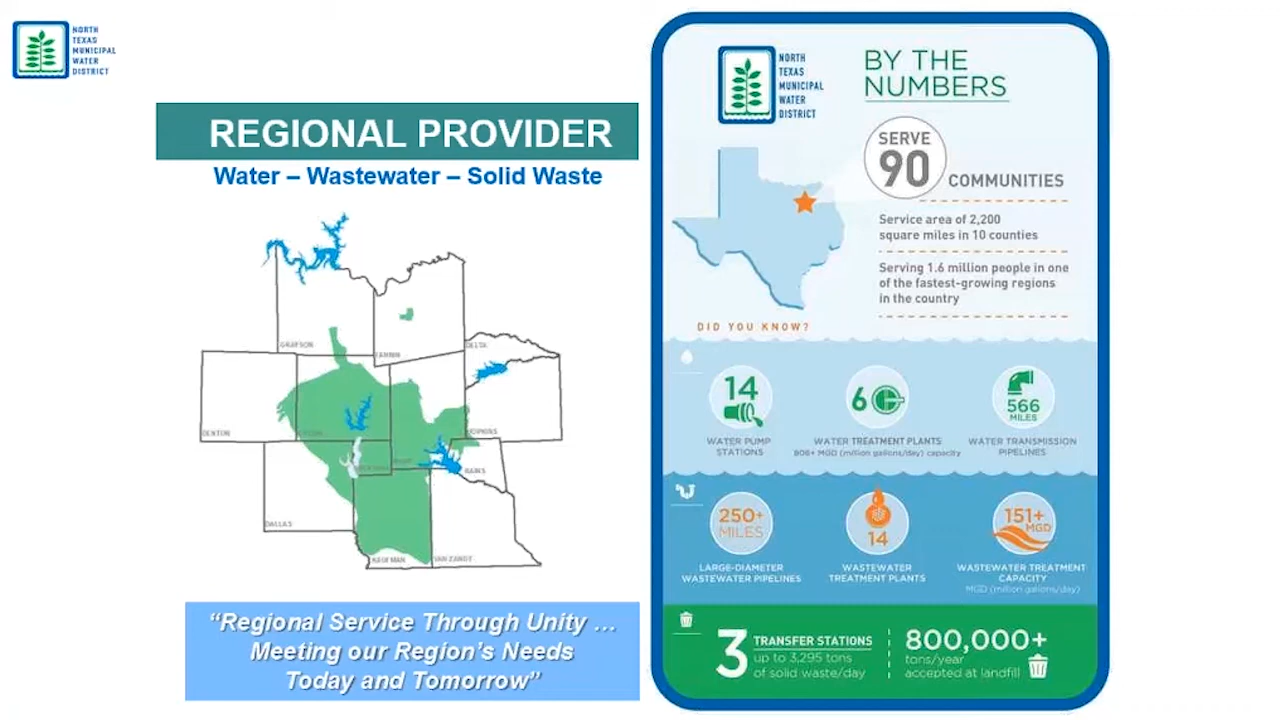 NORTH
TEXAS
MUNICIPAL
WATER
DISTRICT
REGIONAL PROVIDER
Water – Wastewater – Solid Waste
GRAYSON
FANNIN
DELTA
DENTON
HOPKINS
RAINS
DALLAS
KAUFMAN
VAN ZANDT
“Regional Service Through Unity …
Meeting our Region’s Needs
Today and Tomorrow”
NORTH
TEXAS
MUNICIPAL
WATER
DISTRICT
BY THE
NUMBERS
SERVE
90
COMMUNITIES
Service area of 2,200
square miles in 10 counties
Serving 1.6 million people in one
of the fastest-growing regions
in the country
DID YOU KNOW?
14
WATER PUMP
STATIONS
6
WATER TREATMENT PLANTS
806+ MGD (million gallons/day) capacity
566
MILES
WATER TRANSMISSION
PIPELINES
250+
MILES
LARGE-DIAMETER
WASTEWATER PIPELINES
14
WASTEWATER
TREATMENT PLANTS
151+
MGD
WASTEWATER TREATMENT
CAPACITY
MGD (million gallons/day)
3
TRANSFER STATIONS
up to 3,295 tons
of solid waste/day
800,000+
tons/year
accepted at landfill